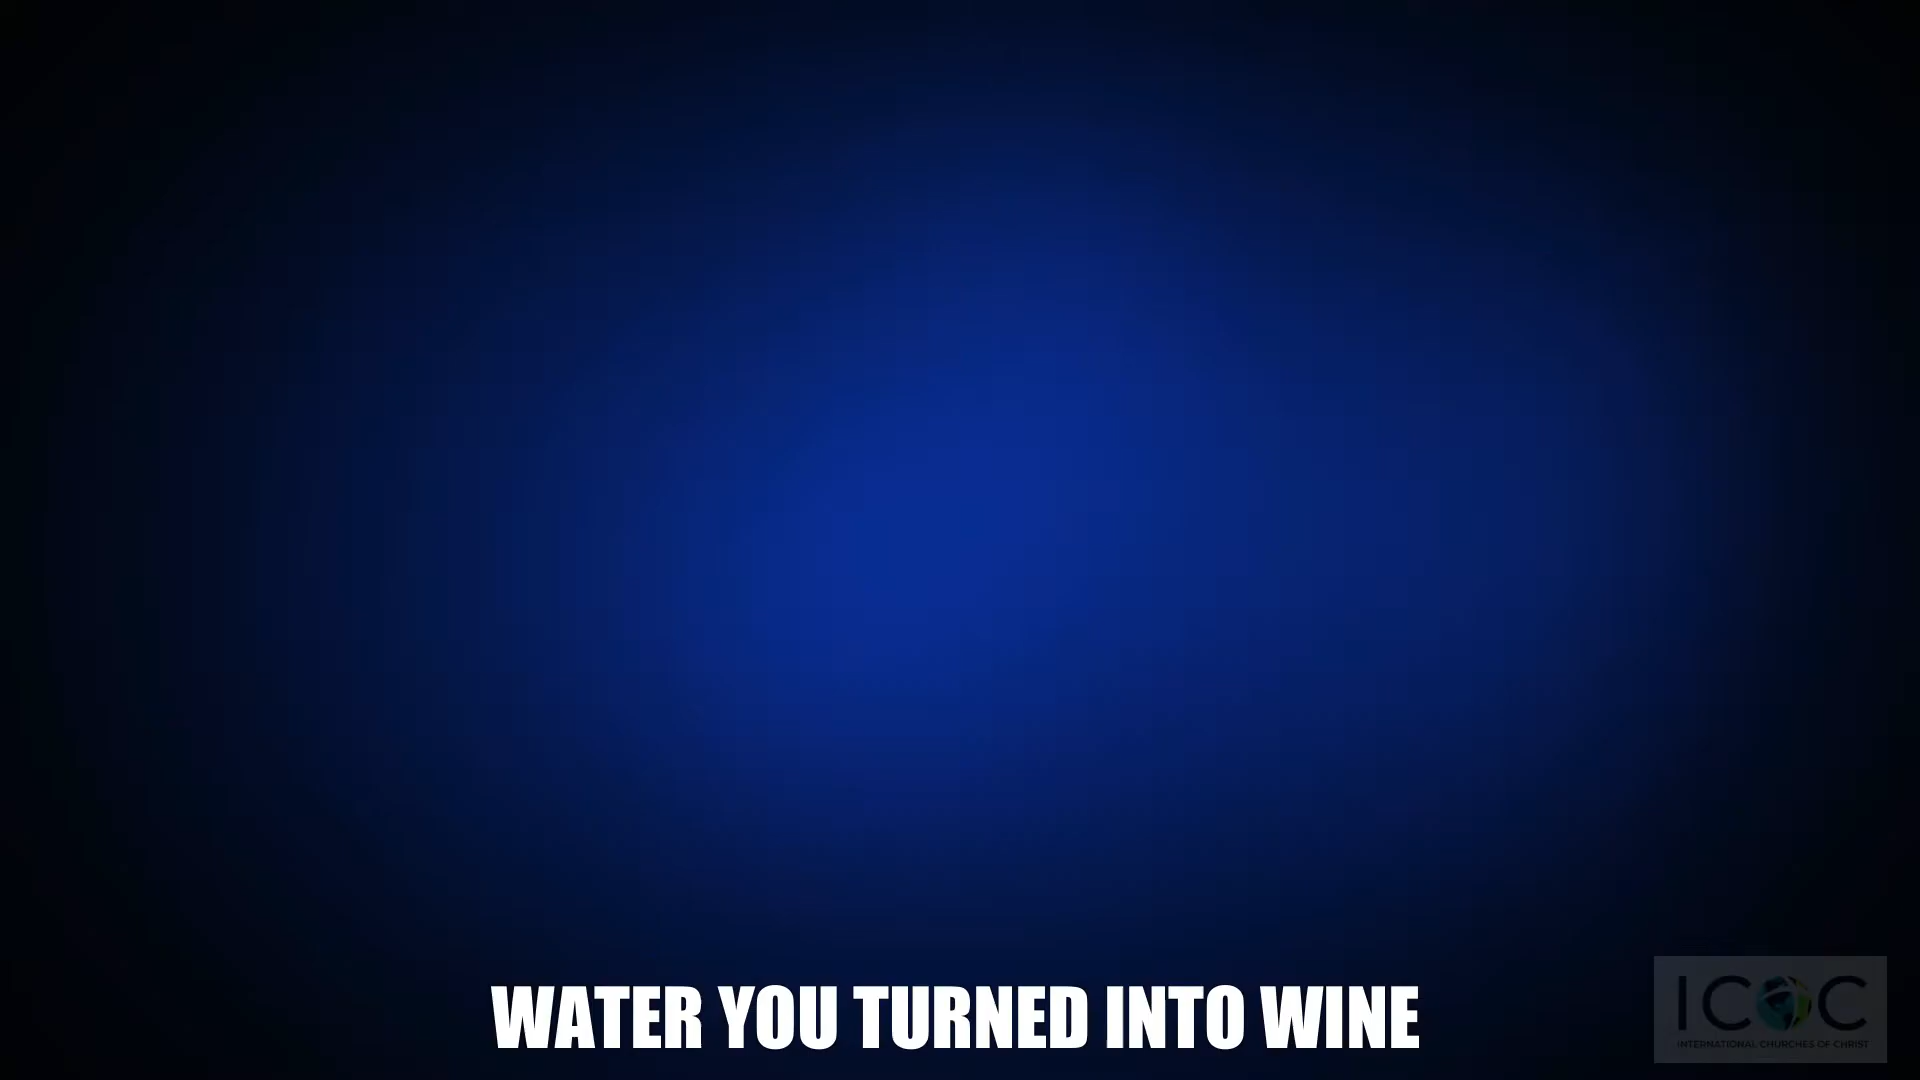 WATER YOU TURNED INTO WINE
ICOC
INTERNATIONAL CHURCHES OF CHRIST